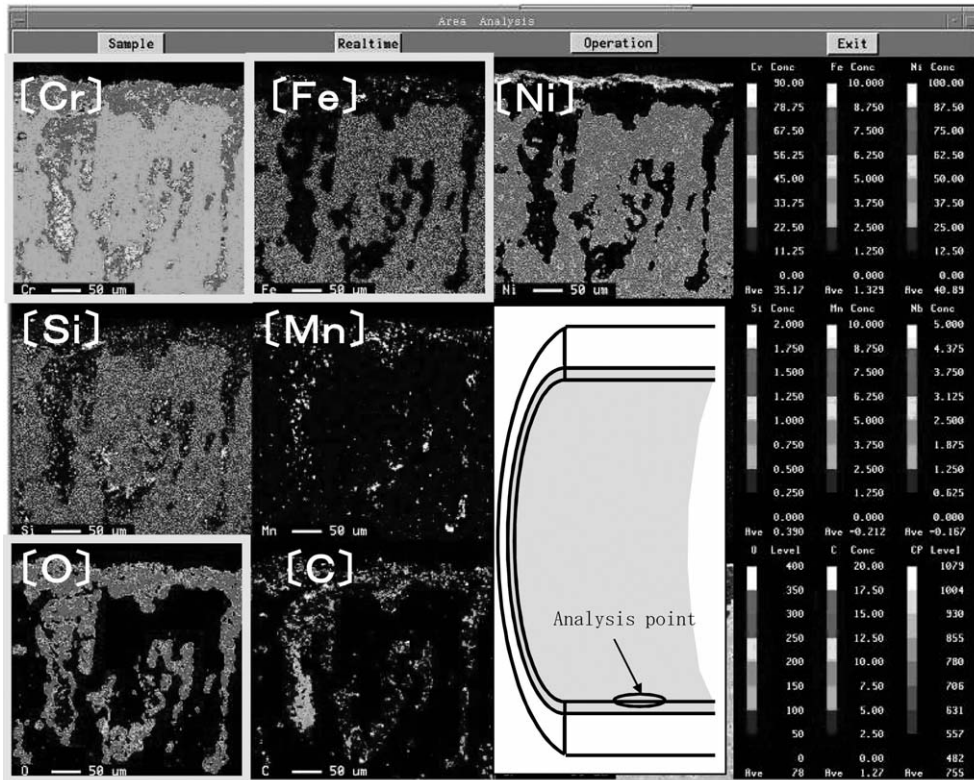 Area Analysis
Sample Realtime Operation Exit
[Cr] [Fe] [Ni]
Cr 50 um Fe 50 um Ni 50 um
[Si] [Mn]
Si 50 um Mn 50 um
[O] [C]
O 50 um C 50 um
Analysis point
Cr Conc Fe Conc Ni Conc
90.00 10.000 100.00
78.75 8.750 87.50
67.50 7.500 75.00
56.25 6.250 62.50
45.00 5.000 50.00
33.75 3.750 37.50
22.50 2.500 25.00
11.25 1.250 12.50
0.00 0.000 0.00
Ave 35.17 Ave 1.329 Ave 40.89
Si Conc Mn Conc Nb Conc
2.000 10.000 5.000
1.750 8.750 4.375
1.500 7.500 3.750
1.250 6.250 3.125
1.000 5.000 2.500
0.750 3.750 1.875
0.500 2.500 1.250
0.250 1.250 0.625
0.000 0.000 0.000
Ave 0.390 Ave -0.212 Ave -0.167
O Level C Conc CP Level
400 20.00 1079
350 17.50 1004
300 15.00 930
250 12.50 855
200 10.00 780
150 7.50 706
100 5.00 631
50 2.50 557
0 0.00 482
Ave 78 Ave 1.27 Ave